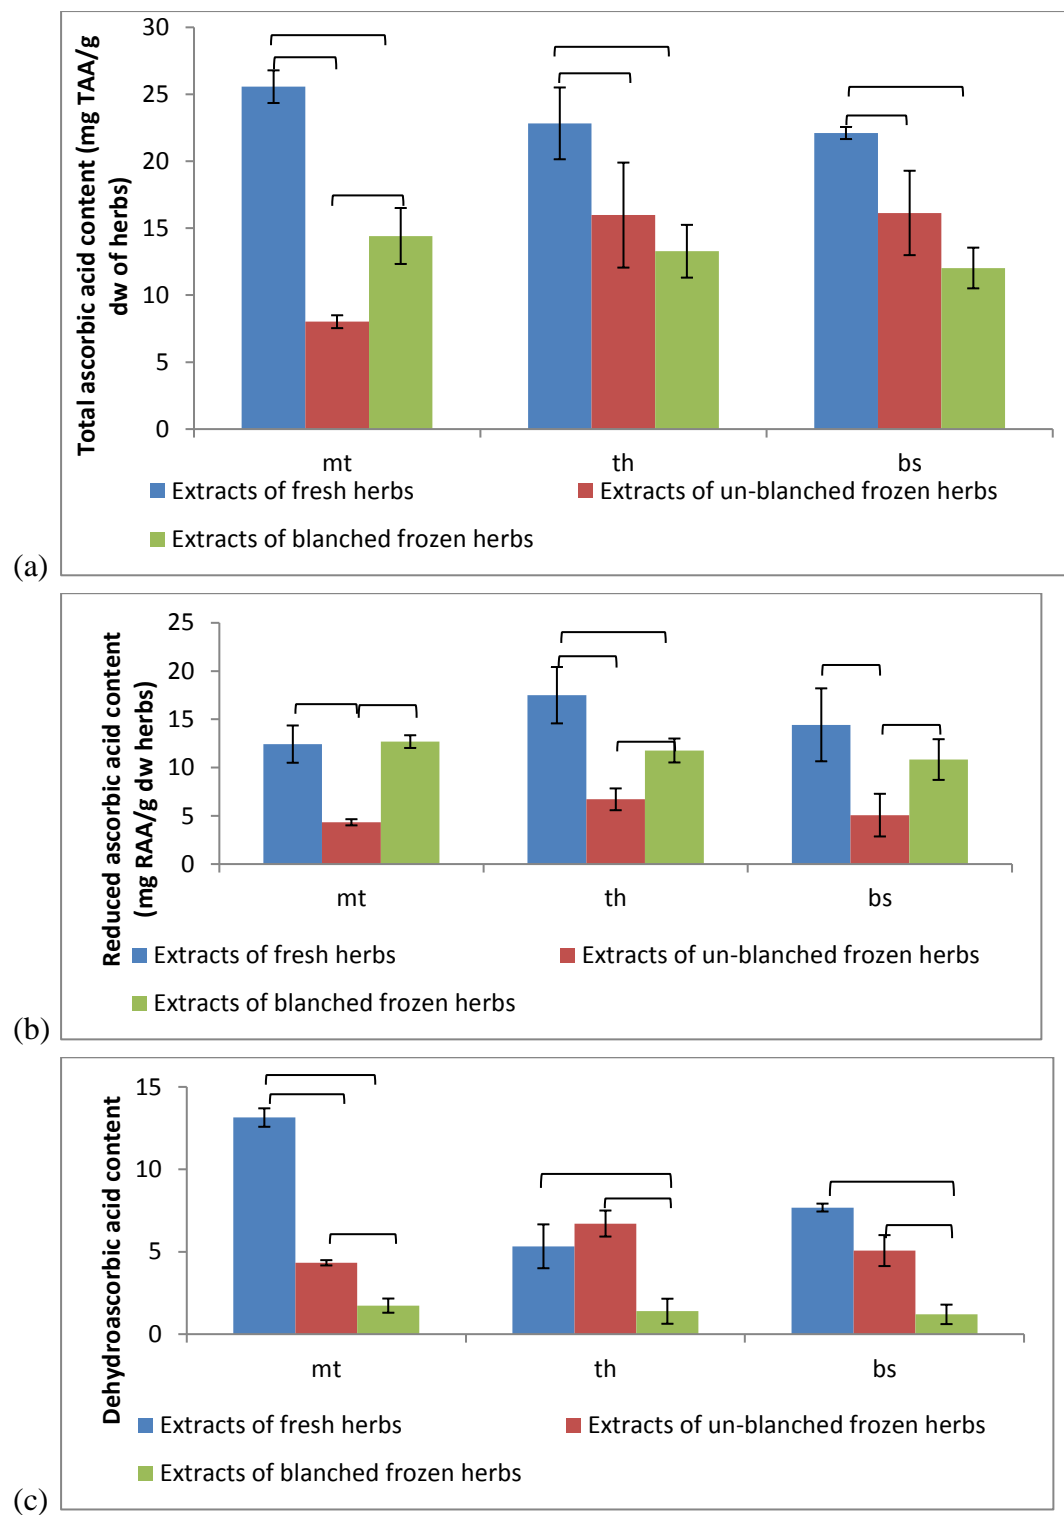 Total ascorbic acid content (mg TAA/g
dw of herbs)
30
25
20
15
10
5
0
mt th bs
Extracts of fresh herbs Extracts of un-blanched frozen herbs
Extracts of blanched frozen herbs
(a)
Reduced ascorbic acid content
(mg RAA/g dw herbs)
25
20
15
10
5
0
mt th bs
Extracts of fresh herbs Extracts of un-blanched frozen herbs
Extracts of blanched frozen herbs
(b)
Dehydroascorbic acid content
15
10
5
0
mt th bs
Extracts of fresh herbs Extracts of un-blanched frozen herbs
Extracts of blanched frozen herbs
(c)